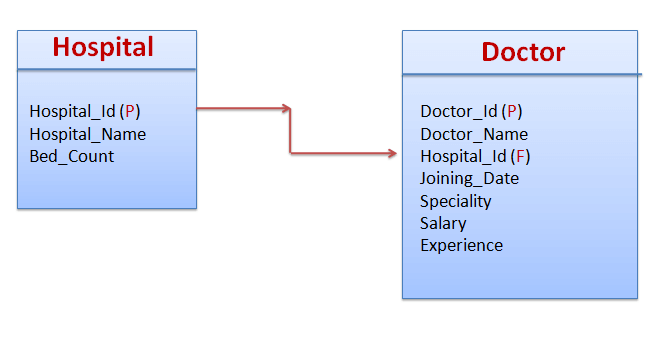 Hospital
Hospital_Id (P)
Hospital_Name
Bed_Count
Doctor
Doctor_Id (P)
Doctor_Name
Hospital_Id (F)
Joining_Date
Speciality
Salary
Experience